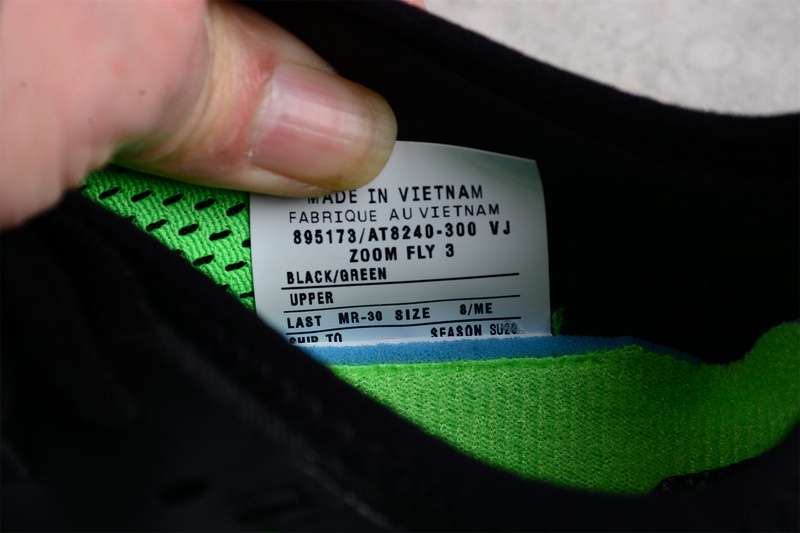 MADE IN VIETNAM
FABRIQUE AU VIETNAM
895173/AT8240-300 VJ
ZOOM FLY 3
BLACK/GREEN
UPPER
LAST MR-30 SIZE 8/ME
SHIP TO SEASON SU20